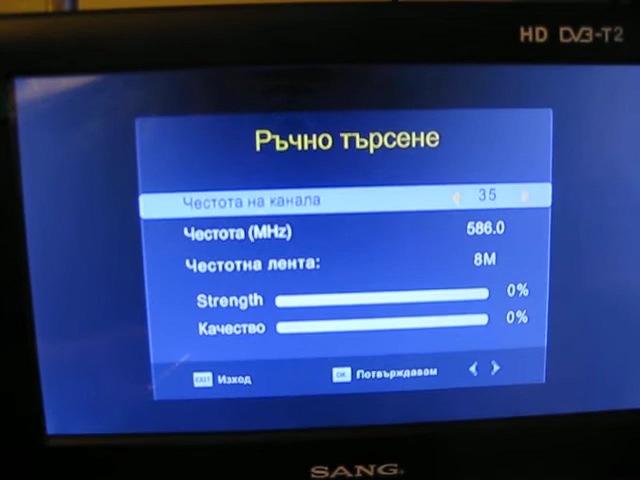 HD DVB-T2
Ръчно търсене
Честота на канала 35
Честота (MHz) 586.0
Честотна лента: 8M
Strength 0%
Качество 0%
EXIT Изход OK Потвърждавам
SANG